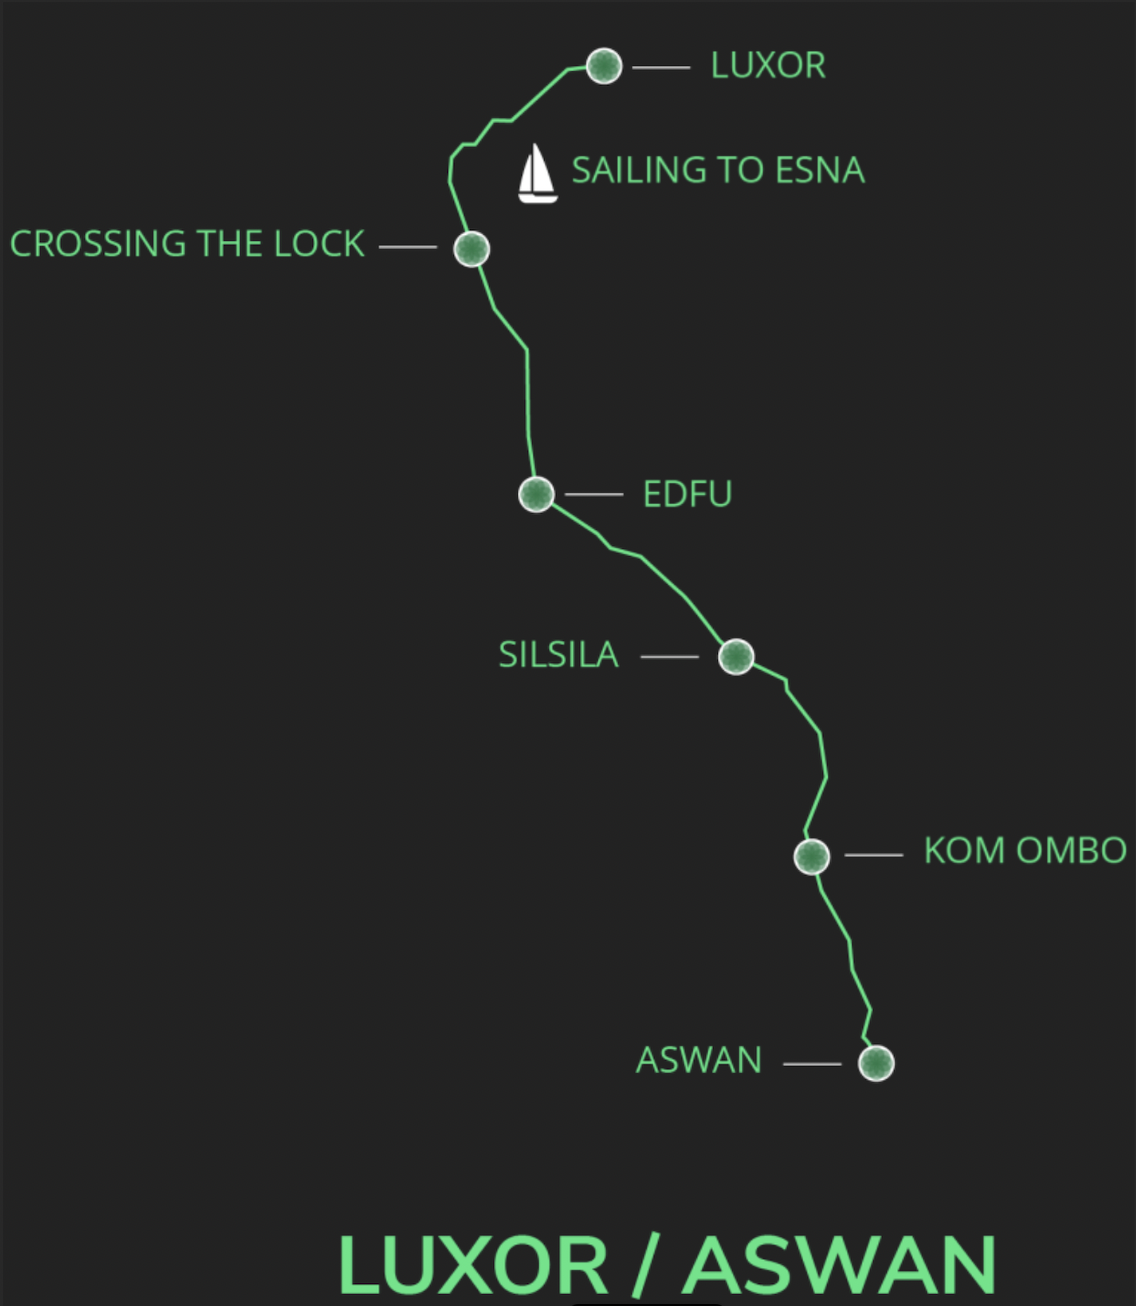 LUXOR
SAILING TO ESNA
CROSSING THE LOCK
EDFU
SILSILA
KOM OMBO
ASWAN
LUXOR / ASWAN